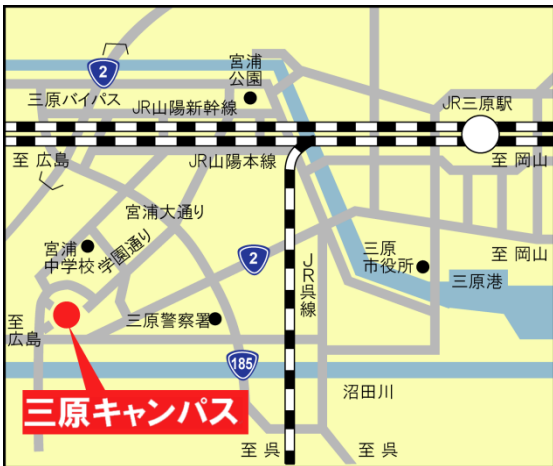 2
三原バイパス
宮浦
公園
JR山陽新幹線
JR三原駅
至 広島
JR山陽本線
至 岡山
宮浦大通り
学園通り
宮浦
中学校
2
JR呉線
三原
市役所
至 岡山
三原港
至
広島
三原警察署
185
三原キャンパス
沼田川
至 呉
至 呉